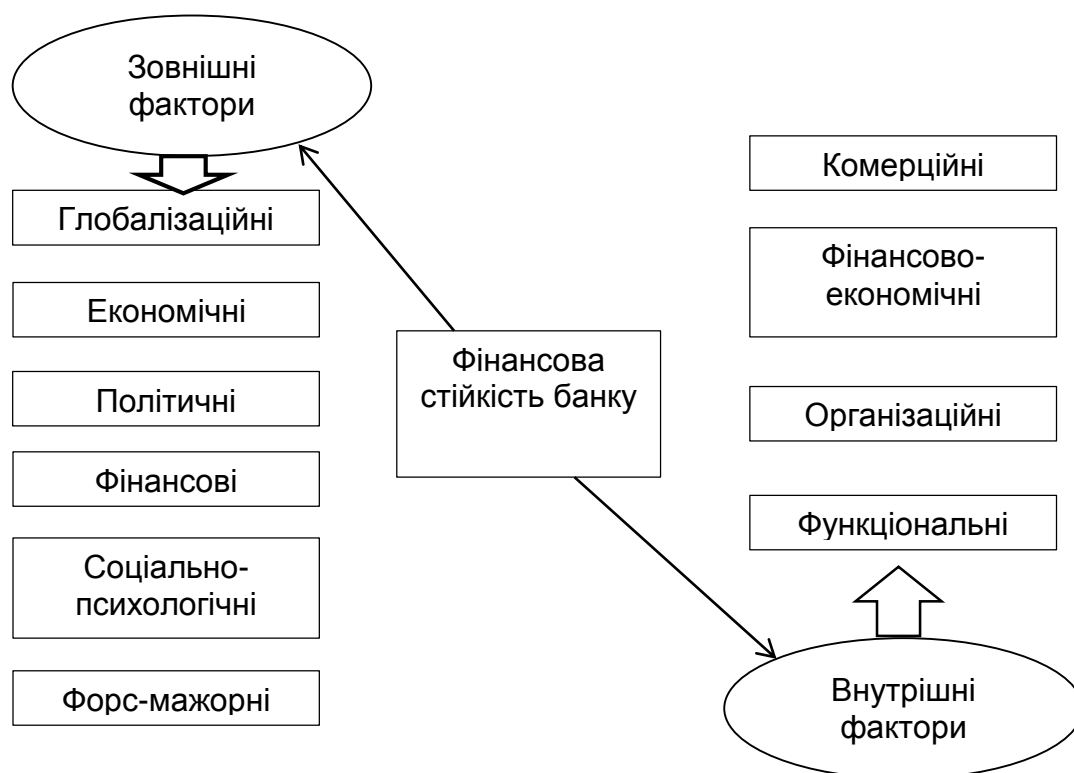 Зовнішні
фактори
Глобалізаційні
Економічні
Політичні
Фінансові
Соціально-
психологічні
Форс-мажорні
Фінансова
стійкість банку
Комерційні
Фінансово-
економічні
Організаційні
Функціональні
Внутрішні
фактори